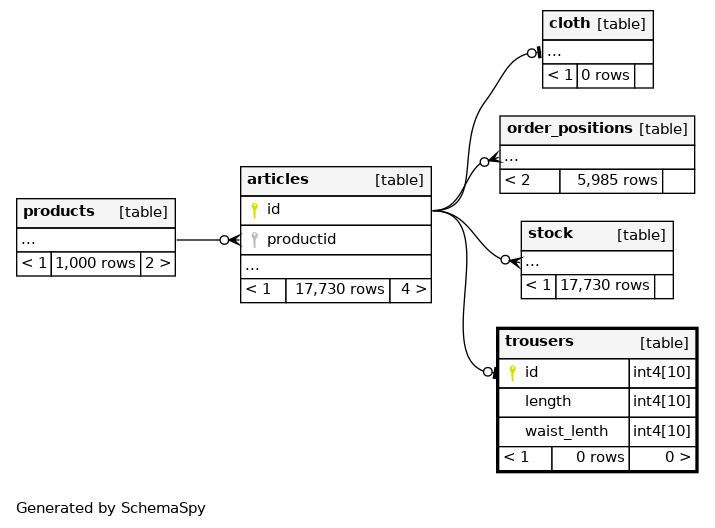 cloth [table]
...
< 1 0 rows
order_positions [table]
...
< 2 5,985 rows
articles [table]
id
productid
...
< 1 17,730 rows 4 >
products [table]
...
< 1 1,000 rows 2 >
stock [table]
...
< 1 17,730 rows
trousers [table]
id int4[10]
length int4[10]
waist_lenth int4[10]
< 1 0 rows 0 >
Generated by SchemaSpy